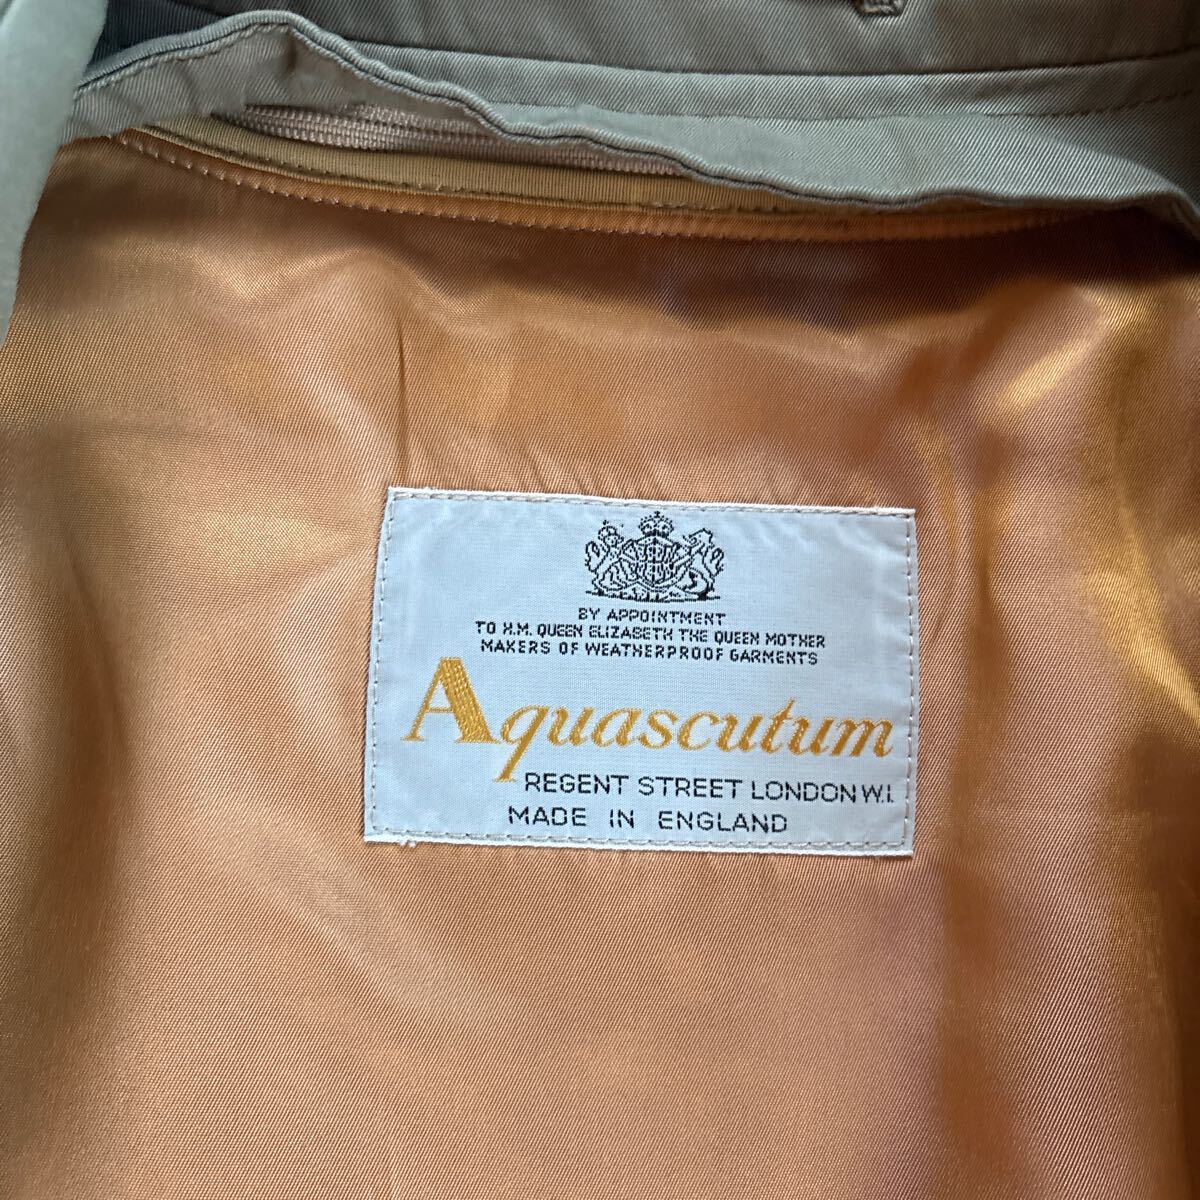 BY APPOINTMENT
TO H.M. QUEEN ELIZABETH THE QUEEN MOTHER
MAKERS OF WEATHERPROOF GARMENTS
Aquascutum
REGENT STREET LONDON W.I.
MADE IN ENGLAND